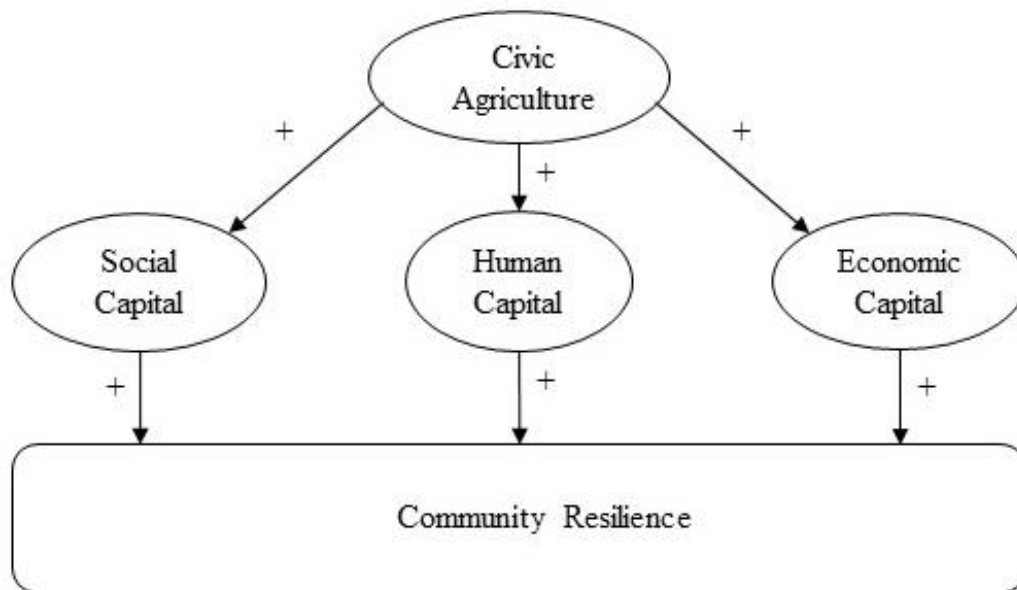 Civic
Agriculture
+
+
+
Social
Capital
Human
Capital
Economic
Capital
+
+
+
Community Resilience